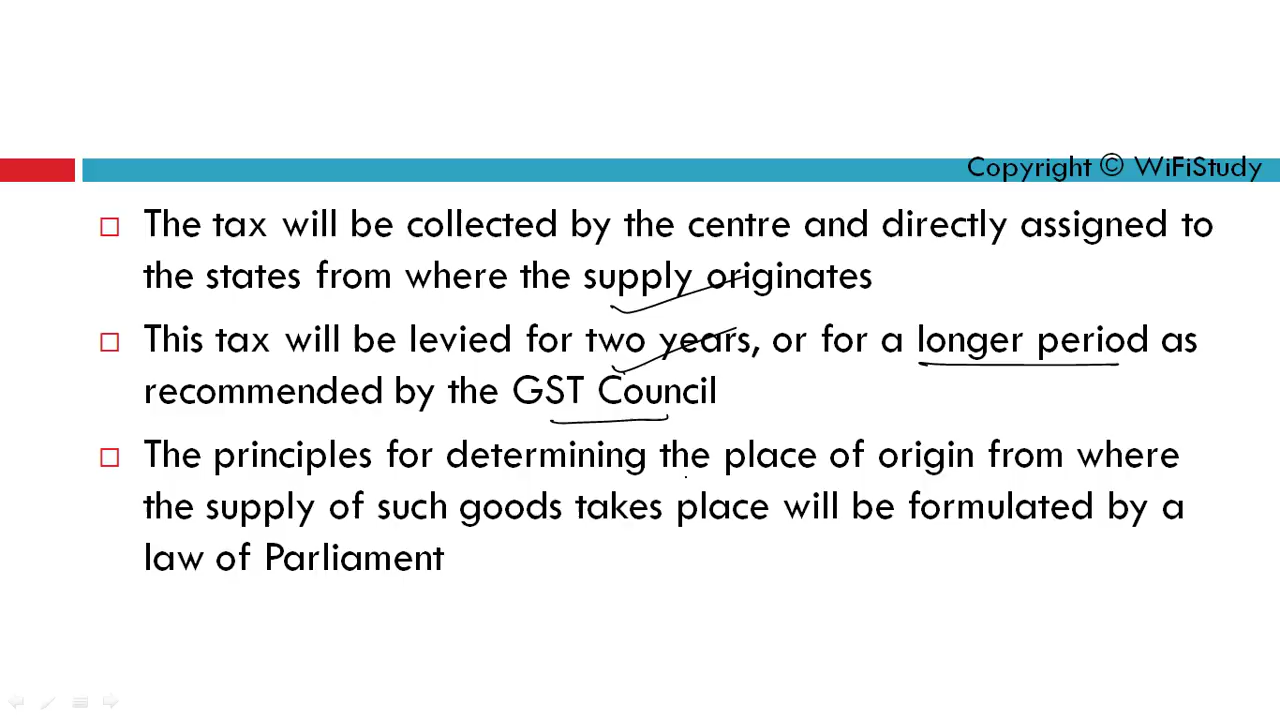 Copyright © WiFiStudy
The tax will be collected by the centre and directly assigned to
the states from where the supply originates
This tax will be levied for two years, or for a longer period as
recommended by the GST Council
The principles for determining the place of origin from where
the supply of such goods takes place will be formulated by a
law of Parliament